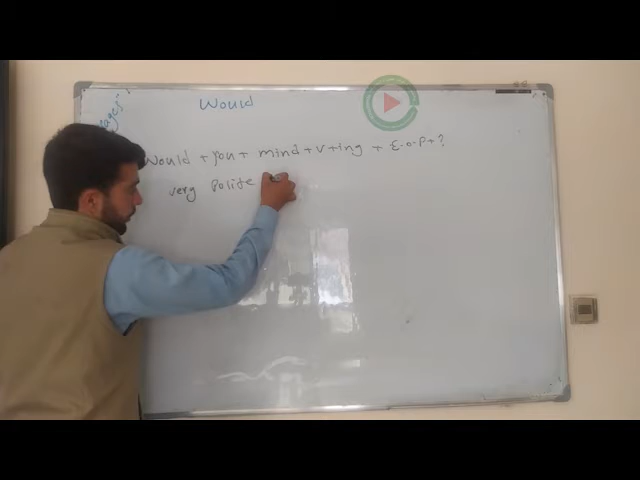 Would
Would + you + mind + v + ing + E.o.P + ?
very Polite